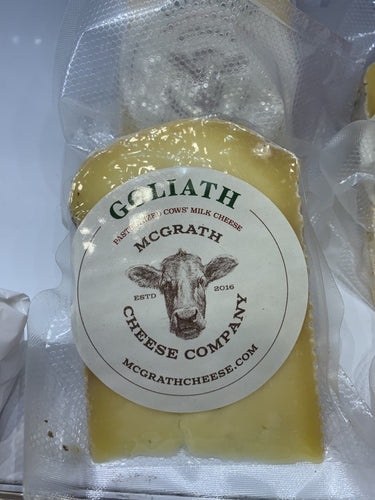 GOLIATH
PASTEURIZED COWS' MILK CHEESE
MCGRATH
ESTD 2016
CHEESE COMPANY
MCGRATHCHEESE.COM